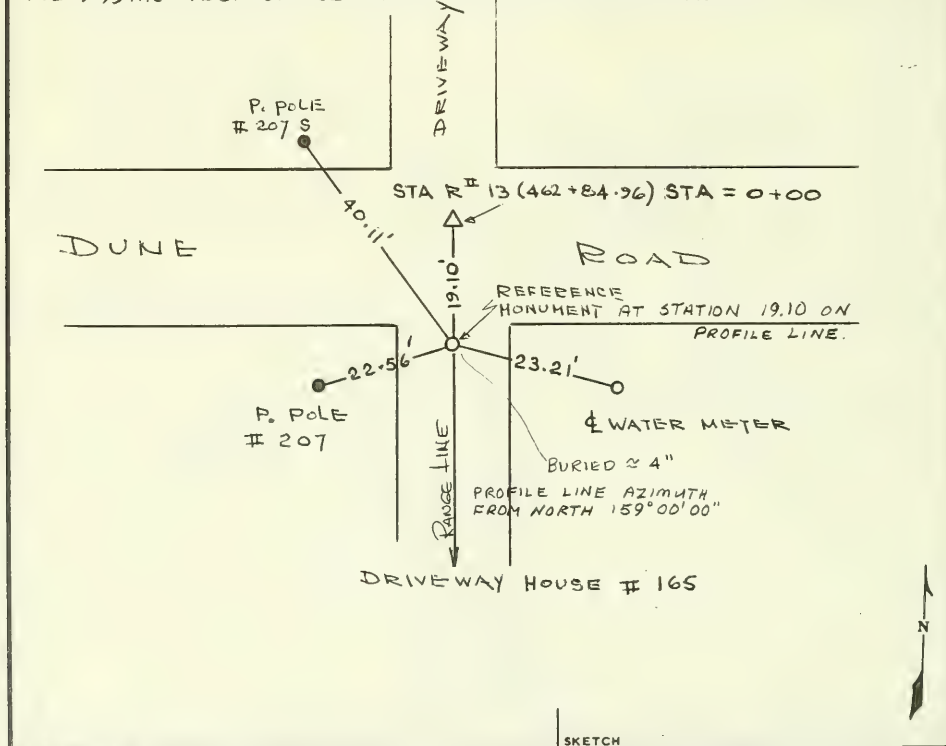 DRIVEWAY
P. POLE
# 207 S
STA R# 13 (462+84.96) STA = 0+00
40.11'
DUNE
ROAD
19.10'
REFERENCE
MONUMENT AT STATION 19.10 ON
PROFILE LINE.
22.56'
23.21'
P. POLE
# 207
℄ WATER METER
BURIED ≈ 4"
RANGE LINE
PROFILE LINE AZIMUTH
FROM NORTH 159°00'00"
DRIVEWAY HOUSE # 165
N
SKETCH